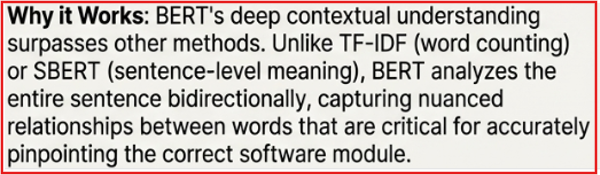 Why it Works: BERT's deep contextual understanding
surpasses other methods. Unlike TF-IDF (word counting)
or SBERT (sentence-level meaning), BERT analyzes the
entire sentence bidirectionally, capturing nuanced
relationships between words that are critical for accurately
pinpointing the correct software module.